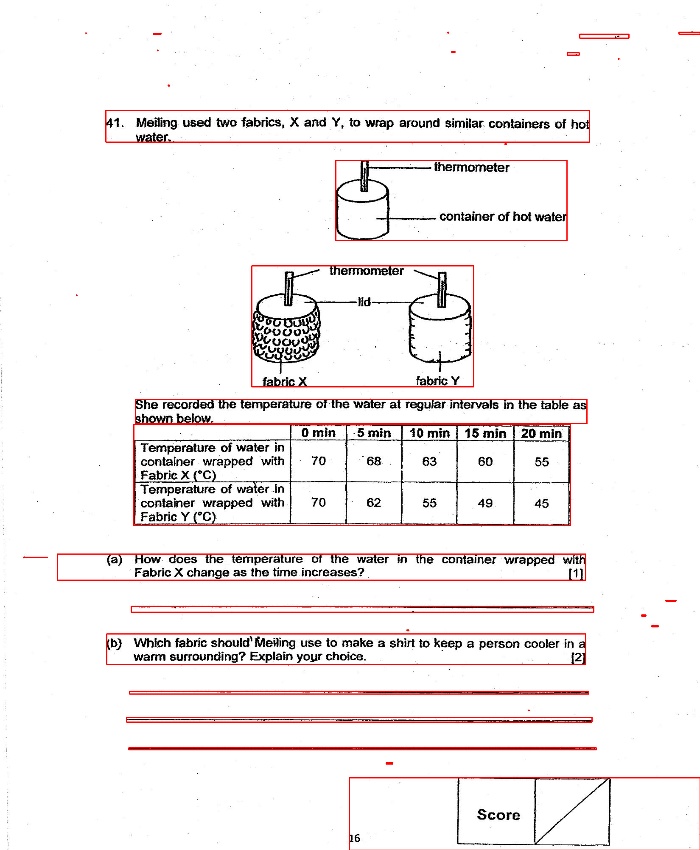 41. Meiling used two fabrics, X and Y, to wrap around similar containers of hot
water.
thermometer
container of hot water
thermometer
lid
fabric X
fabric Y
She recorded the temperature of the water at regular intervals in the table as
shown below.
0 min 5 min 10 min 15 min 20 min
Temperature of water in
container wrapped with 70 68 63 60 55
Fabric X (°C)
Temperature of water in
container wrapped with 70 62 55 49 45
Fabric Y (°C)
(a) How does the temperature of the water in the container wrapped with
Fabric X change as the time increases? [1]
(b) Which fabric should Meiling use to make a shirt to keep a person cooler in a
warm surrounding? Explain your choice. [2]
Score
16